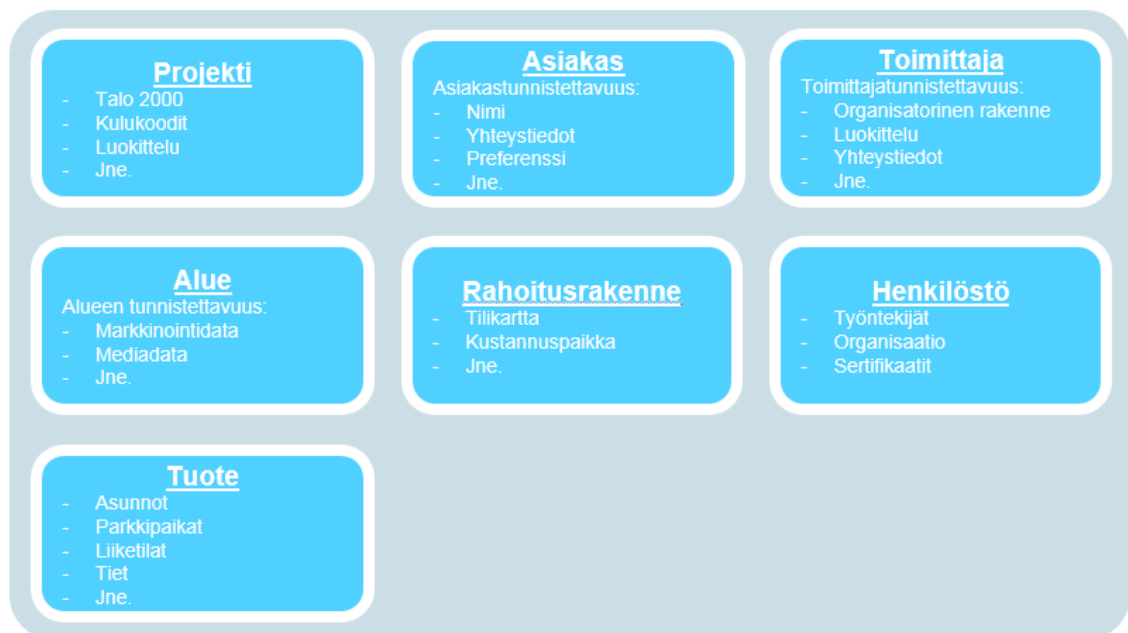 Projekti
- Talo 2000
- Kulukoodit
- Luokittelu
- Jne.
Asiakas
Asiakastunnistettavuus:
- Nimi
- Yhteystiedot
- Preferenssi
- Jne.
Toimittaja
Toimittajatunnistettavuus:
- Organisatorinen rakenne
- Luokittelu
- Yhteystiedot
- Jne.
Alue
Alueen tunnistettavuus:
- Markkinointidata
- Mediadata
- Jne.
Rahoitusrakenne
- Tilikartta
- Kustannuspaikka
- Jne.
Henkilöstö
- Työntekijät
- Organisaatio
- Sertifikaatit
Tuote
- Asunnot
- Parkkipaikat
- Liiketilat
- Tiet
- Jne.